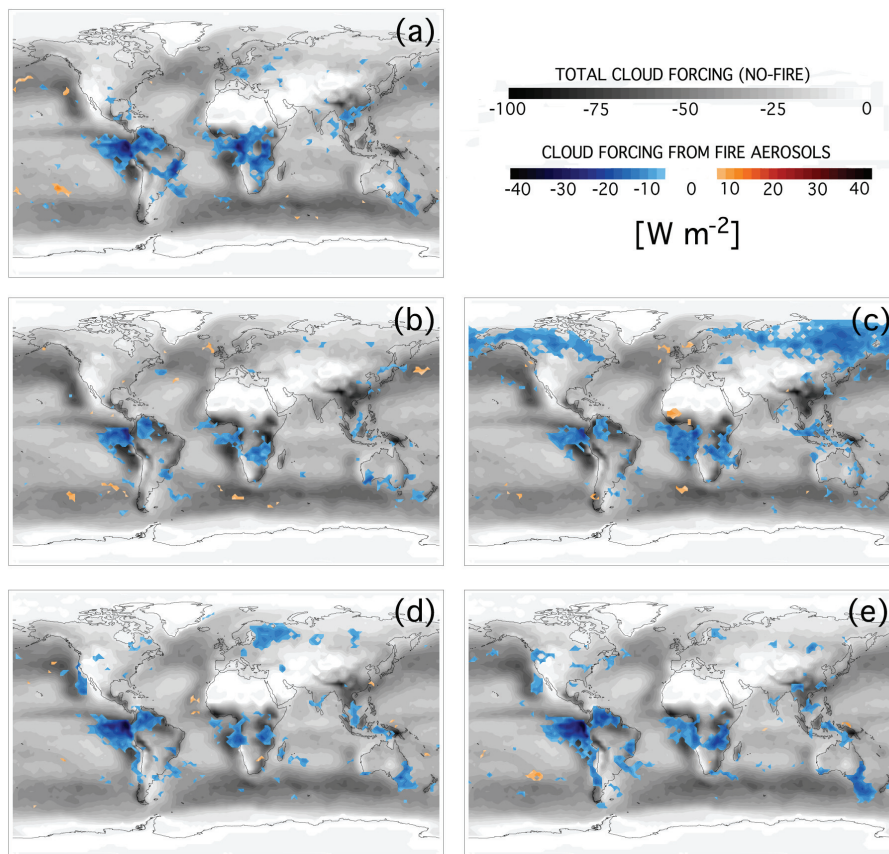 (a)
TOTAL CLOUD FORCING (NO-FIRE)
-100 -75 -50 -25 0
CLOUD FORCING FROM FIRE AEROSOLS
-40 -30 -20 -10 0 10 20 30 40
[W m-2]
(b)
(c)
(d)
(e)